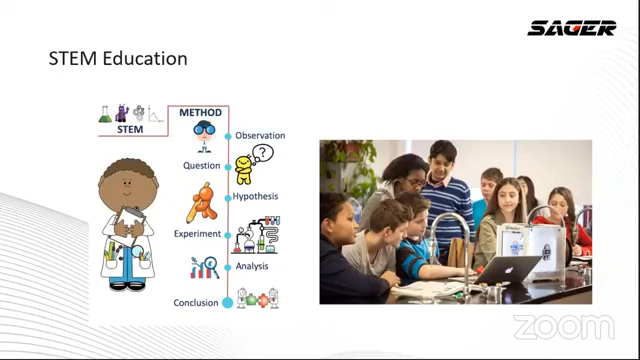 SAGER
STEM Education
METHOD
STEM
Observation
Question
Hypothesis
Experiment
Analysis
Conclusion
zoom